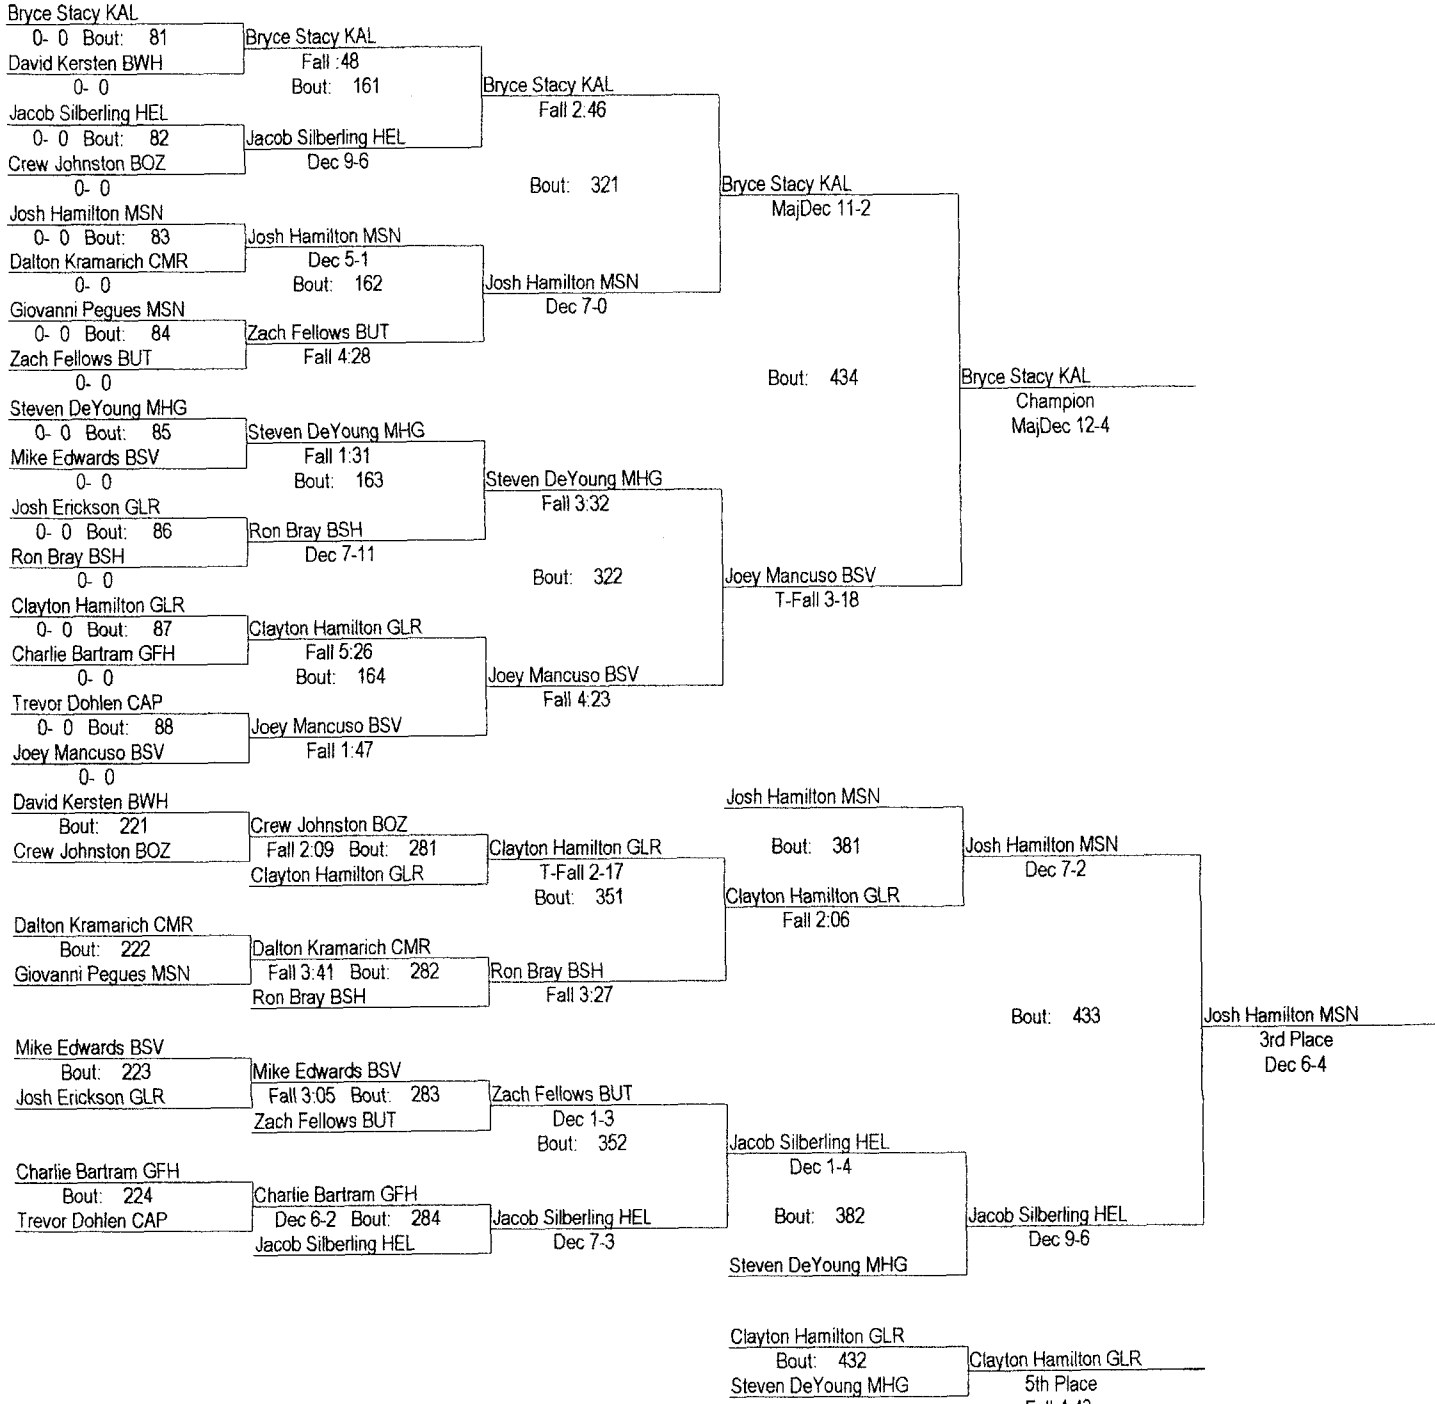 Bryce Stacy KAL
0- 0 Bout: 81
David Kersten BWH
0- 0
Jacob Silberling HEL
0- 0 Bout: 82
Crew Johnston BOZ
0- 0
Josh Hamilton MSN
0- 0 Bout: 83
Dalton Kramarich CMR
0- 0
Giovanni Pegues MSN
0- 0 Bout: 84
Zach Fellows BUT
0- 0
Steven DeYoung MHG
0- 0 Bout: 85
Mike Edwards BSV
0- 0
Josh Erickson GLR
0- 0 Bout: 86
Ron Bray BSH
0- 0
Clayton Hamilton GLR
0- 0 Bout: 87
Charlie Bartram GFH
0- 0
Trevor Dohlen CAP
0- 0 Bout: 88
Joey Mancuso BSV
0- 0
Bryce Stacy KAL
Fall :48
Bout: 161
Jacob Silberling HEL
Dec 9-6
Josh Hamilton MSN
Dec 5-1
Bout: 162
Zach Fellows BUT
Fall 4:28
Steven DeYoung MHG
Fall 1:31
Bout: 163
Ron Bray BSH
Dec 7-11
Clayton Hamilton GLR
Fall 5:26
Bout: 164
Joey Mancuso BSV
Fall 1:47
Bryce Stacy KAL
Fall 2:46
Bout: 321
Josh Hamilton MSN
Dec 7-0
Steven DeYoung MHG
Fall 3:32
Bout: 322
Joey Mancuso BSV
Fall 4:23
Bryce Stacy KAL
MajDec 11-2
Bout: 434
Joey Mancuso BSV
T-Fall 3-18
Bryce Stacy KAL
Champion
MajDec 12-4
David Kersten BWH
Bout: 221
Crew Johnston BOZ
Dalton Kramarich CMR
Bout: 222
Giovanni Pegues MSN
Mike Edwards BSV
Bout: 223
Josh Erickson GLR
Charlie Bartram GFH
Bout: 224
Trevor Dohlen CAP
Crew Johnston BOZ
Fall 2:09 Bout: 281
Clayton Hamilton GLR
Dalton Kramarich CMR
Fall 3:41 Bout: 282
Ron Bray BSH
Mike Edwards BSV
Fall 3:05 Bout: 283
Zach Fellows BUT
Charlie Bartram GFH
Dec 6-2 Bout: 284
Jacob Silberling HEL
Clayton Hamilton GLR
T-Fall 2-17
Bout: 351
Ron Bray BSH
Fall 3:27
Zach Fellows BUT
Dec 1-3
Bout: 352
Jacob Silberling HEL
Dec 7-3
Josh Hamilton MSN
Bout: 381
Clayton Hamilton GLR
Fall 2:06
Jacob Silberling HEL
Dec 1-4
Bout: 382
Steven DeYoung MHG
Josh Hamilton MSN
Dec 7-2
Bout: 433
Jacob Silberling HEL
Dec 9-6
Josh Hamilton MSN
3rd Place
Dec 6-4
Clayton Hamilton GLR
Bout: 432
Steven DeYoung MHG
Clayton Hamilton GLR
5th Place